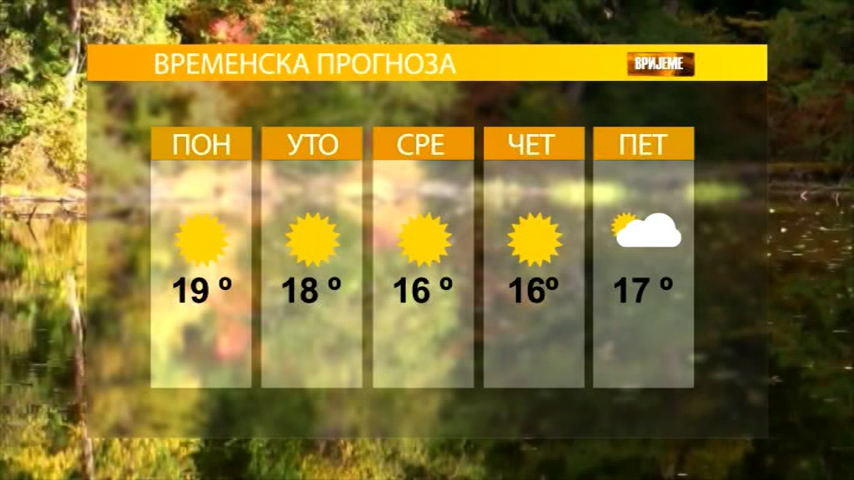 ВРЕМЕНСКА ПРОГНОЗА
ВРИЈЕМЕ
ПОН УТО СРЕ ЧЕТ ПЕТ
19 º 18 º 16 º 16º 17 º